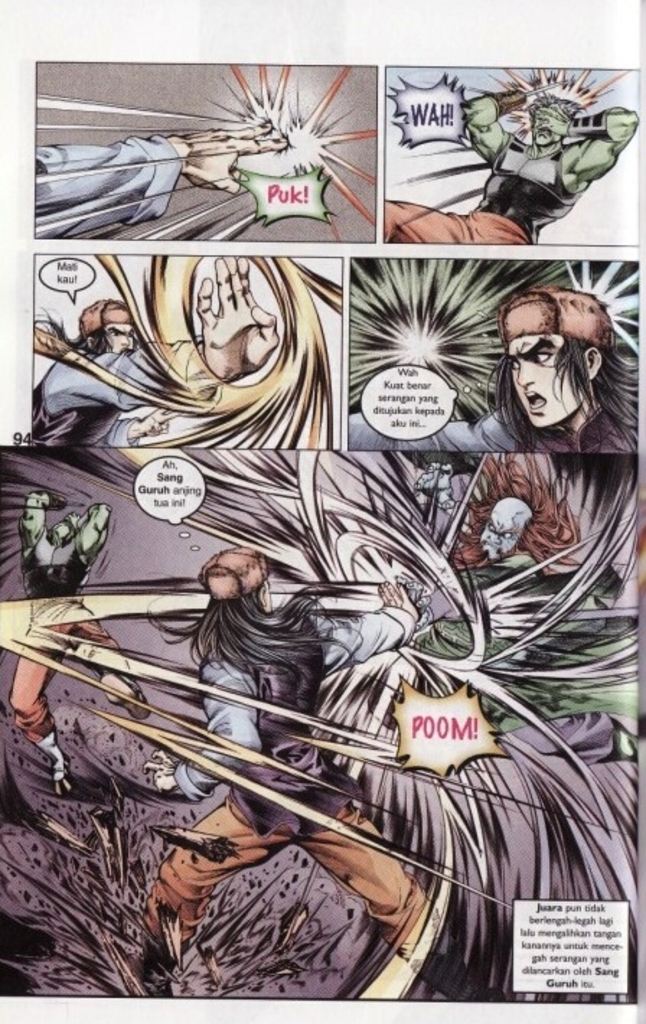 Puk!
WAH!
Mati
kau!
Wah
Kuat benar
serangan yang
ditujukan kepada
aku ini...
94
Ah,
Sang
Guruh anjing
tua ini!
POOM!
Juara pun tidak
berlengah-legah lagi
lalu mengalihkan tangan
kanannya untuk mence-
gah serangan yang
dilancarkan oleh Sang
Guruh itu.